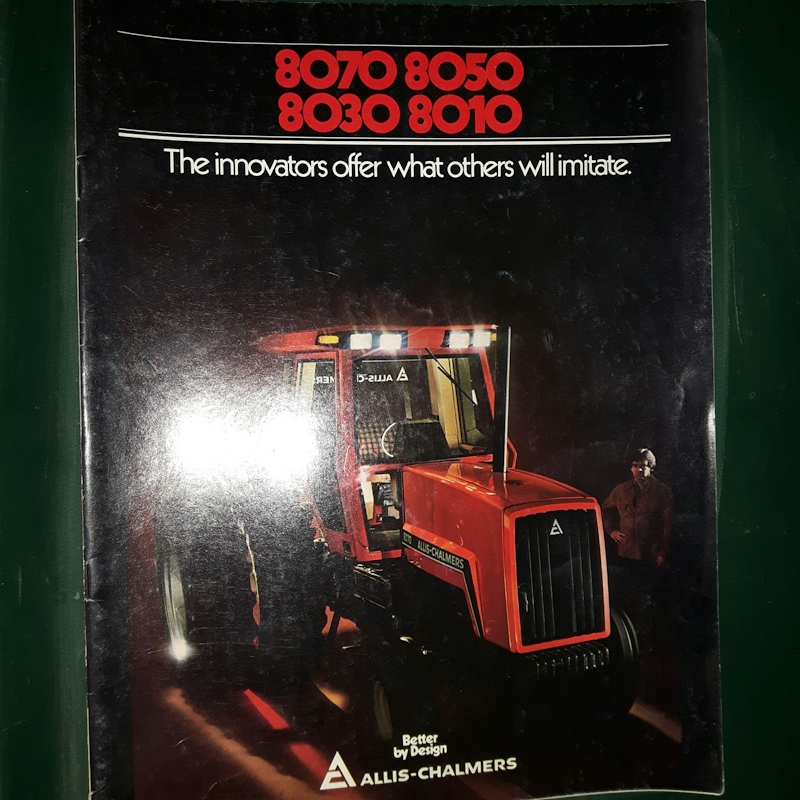 8070 8050
8030 8010
The innovators offer what others will imitate.
ALLIS-CHALMERS
Better
by Design
ALLIS-CHALMERS